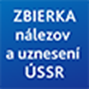 ZBIERKA
nálezov
a uznesení
ÚSSR